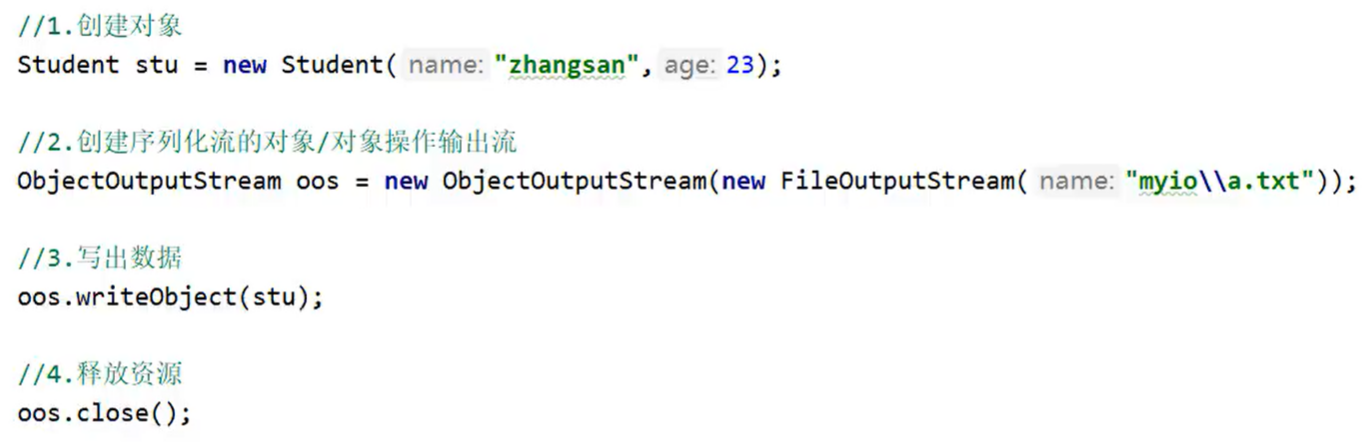 //1.创建对象
Student stu = new Student( name: "zhangsan", age: 23);
//2.创建序列化流的对象/对象操作输出流
ObjectOutputStream oos = new ObjectOutputStream(new FileOutputStream( name: "myio\\a.txt"));
//3.写出数据
oos.writeObject(stu);
//4.释放资源
oos.close();